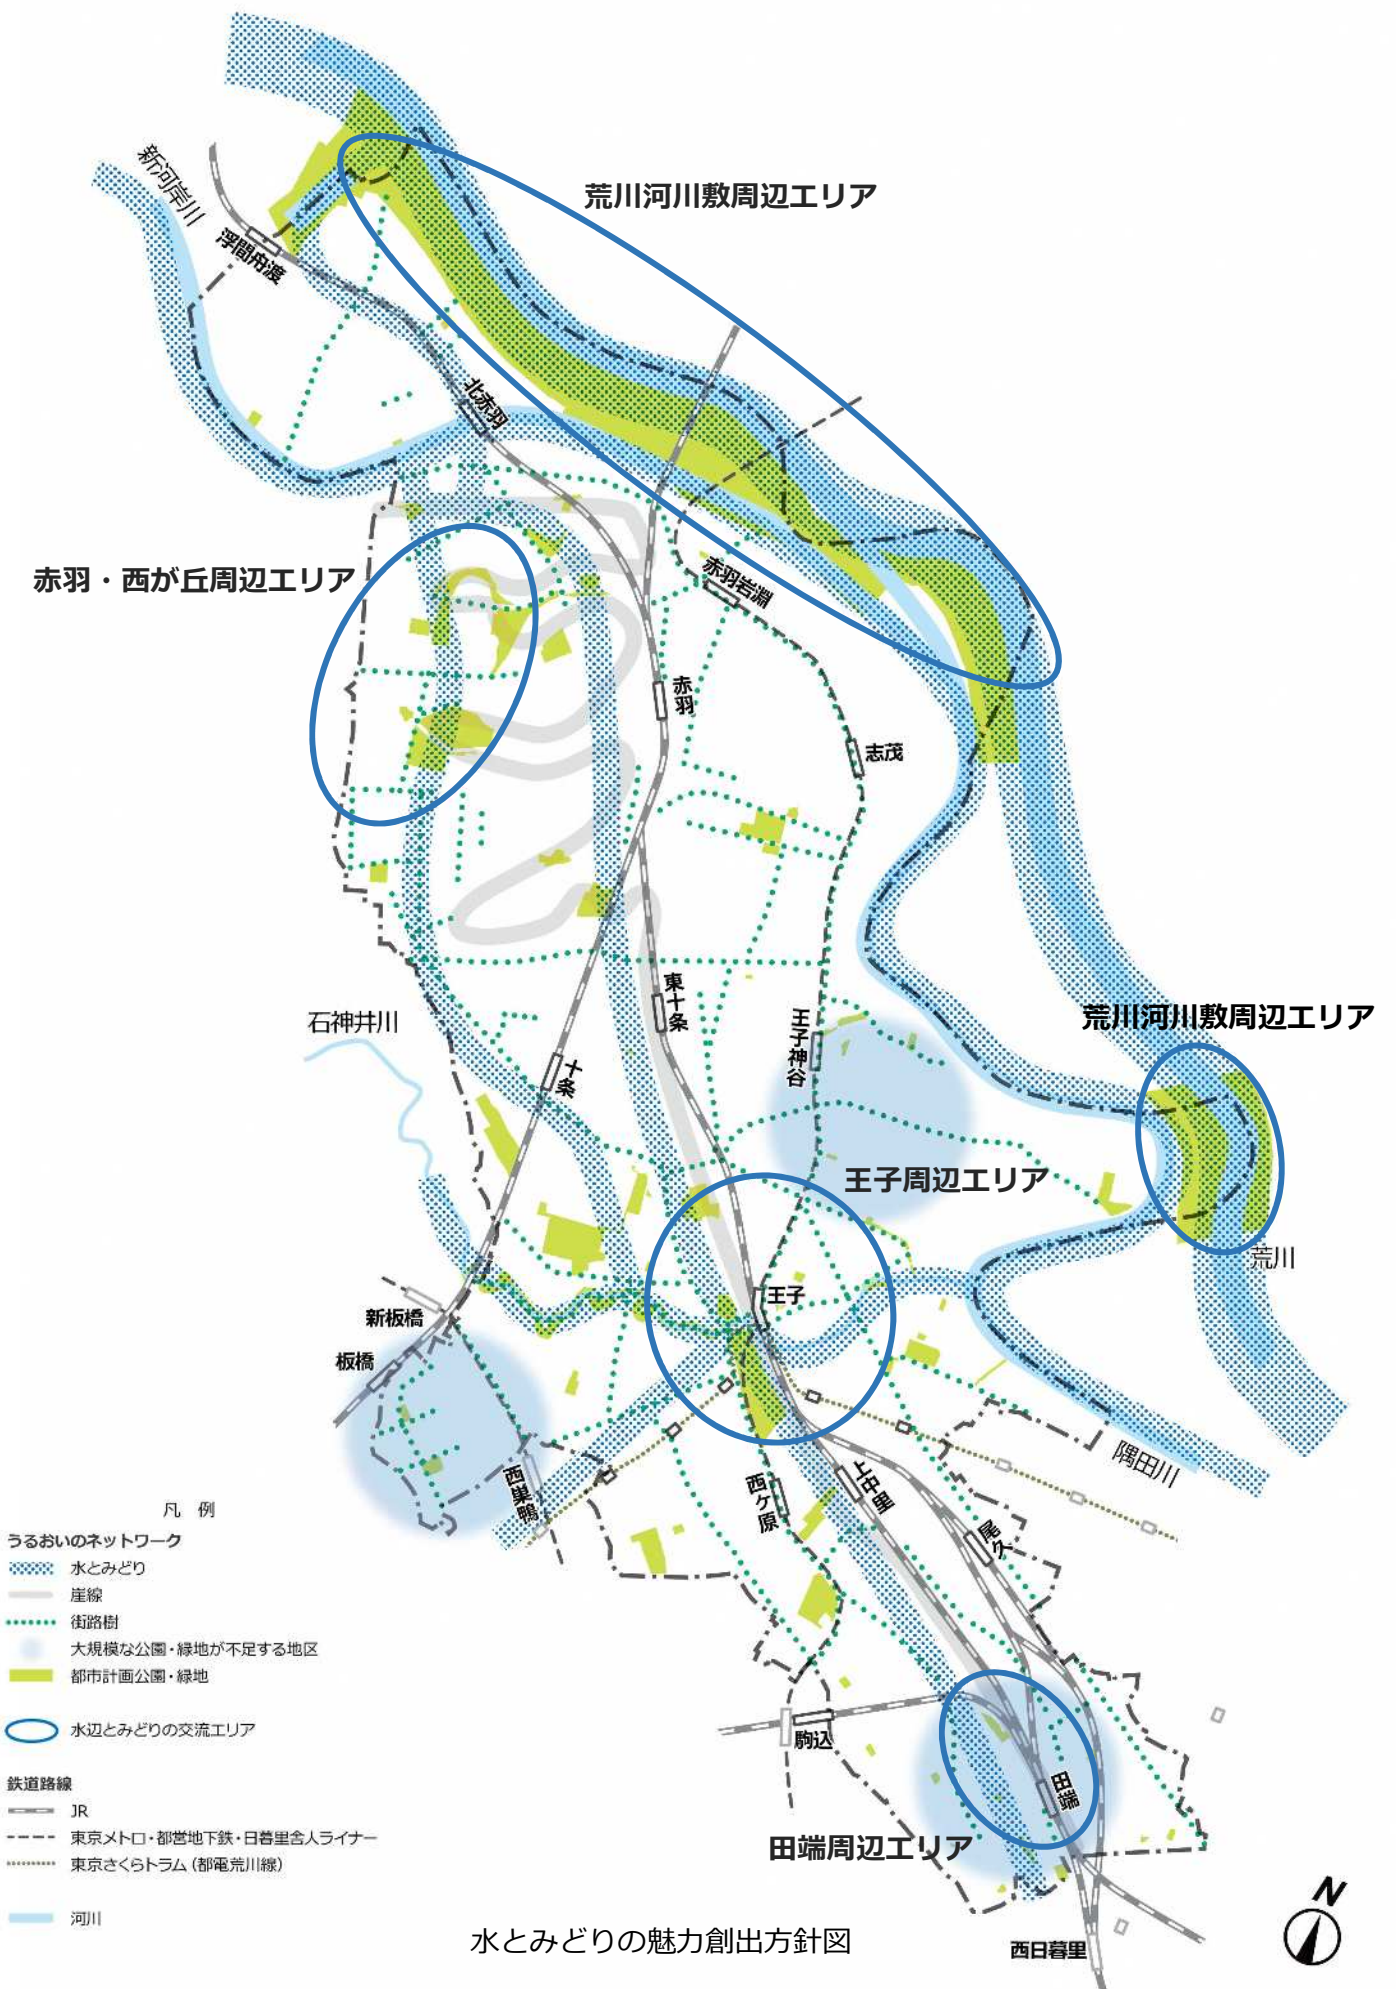 荒川河川敷周辺エリア
新河岸川
浮間舟渡
北赤羽
赤羽・西が丘周辺エリア
赤羽岩淵
赤羽
志茂
東十条
石神井川
王子神谷
荒川河川敷周辺エリア
十条
王子周辺エリア
荒川
王子
新板橋
板橋
隅田川
西巣鴨
西ケ原
上中里
尾久
凡 例
うるおいのネットワーク
水とみどり
崖線
街路樹
大規模な公園・緑地が不足する地区
都市計画公園・緑地
水辺とみどりの交流エリア
駒込
田端
鉄道路線
JR
東京メトロ・都営地下鉄・日暮里舎人ライナー
東京さくらトラム（都電荒川線）
田端周辺エリア
河川
N
水とみどりの魅力創出方針図
西日暮里